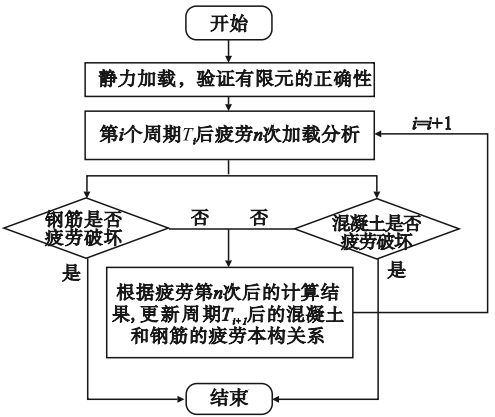 开始
静力加载，验证有限元的正确性
第i个周期Ti后疲劳n次加载分析
i=i+1
钢筋是否
疲劳破坏
否
否
混凝土是否
疲劳破坏
是
是
根据疲劳第n次后的计算结
果,更新周期Ti+1后的混凝土
和钢筋的疲劳本构关系
结束